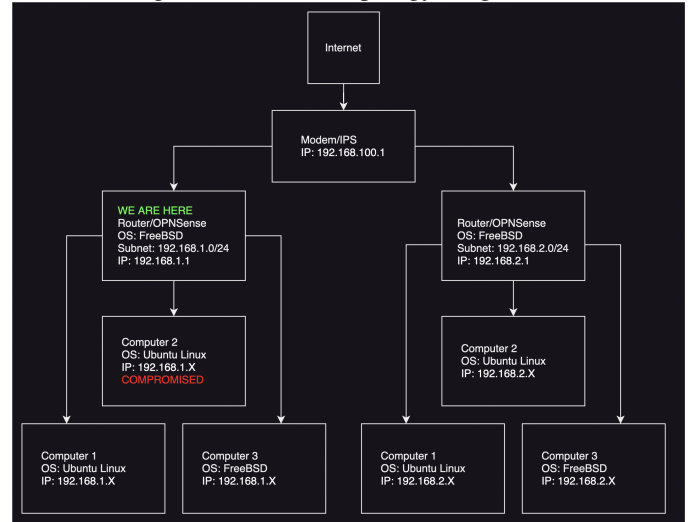 Internet
Modem/IPS
IP: 192.168.100.1
WE ARE HERE
Router/OPNSense
OS: FreeBSD
Subnet: 192.168.1.0/24
IP: 192.168.1.1
Router/OPNSense
OS: FreeBSD
Subnet: 192.168.2.0/24
IP: 192.168.2.1
Computer 2
OS: Ubuntu Linux
IP: 192.168.1.X
COMPROMISED
Computer 2
OS: Ubuntu Linux
IP: 192.168.2.X
Computer 1
OS: Ubuntu Linux
IP: 192.168.1.X
Computer 3
OS: FreeBSD
IP: 192.168.1.X
Computer 1
OS: Ubuntu Linux
IP: 192.168.2.X
Computer 3
OS: FreeBSD
IP: 192.168.2.X